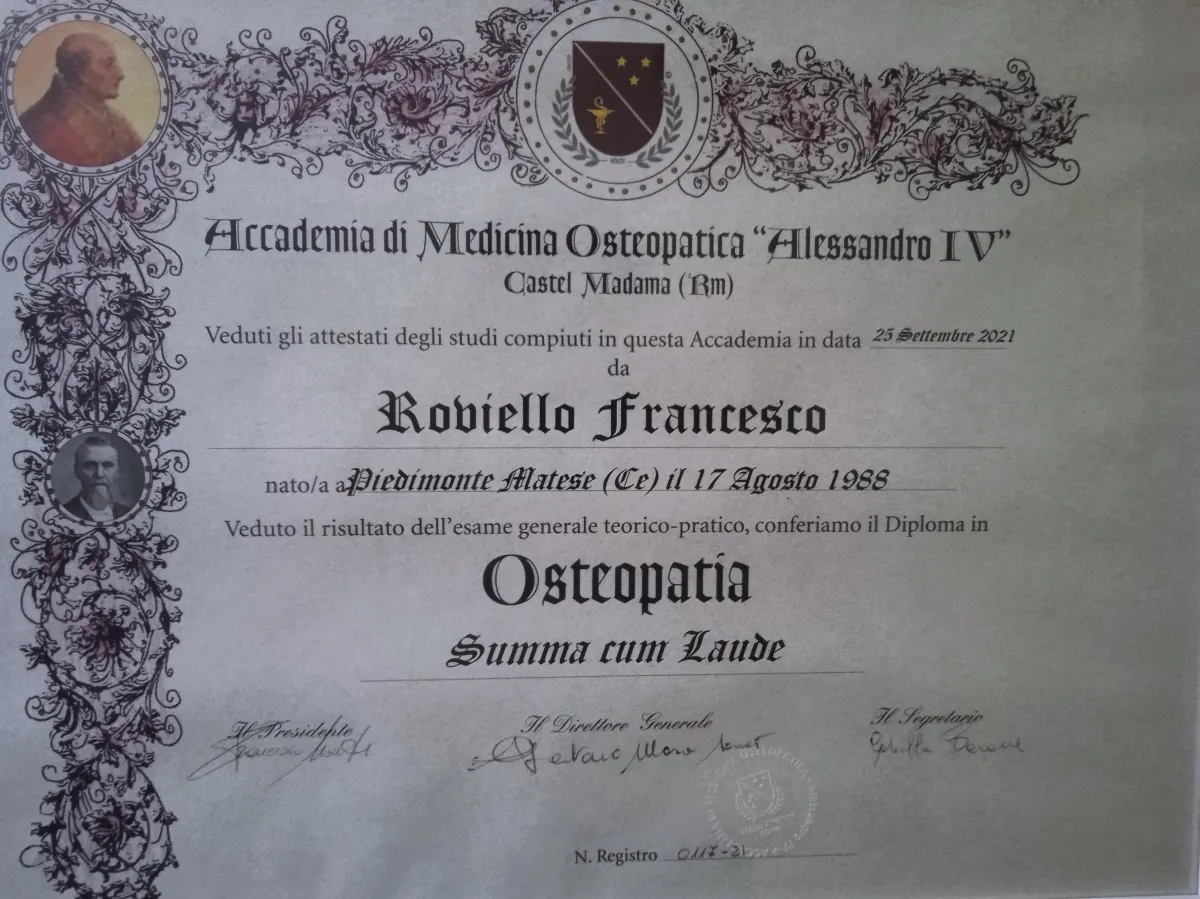 Accademia di Medicina Osteopatica “Alessandro IV”
Castel Madama (Rm)
Veduti gli attestati degli studi compiuti in questa Accademia in data 25 Settembre 2021
da
Roviello Francesco
nato/a a Piedimonte Matese (Ce) il 17 Agosto 1988
Veduto il risultato dell’esame generale teorico-pratico, conferiamo il Diploma in
Osteopatia
Summa cum Laude
Il Presidente Il Direttore Generale Il Segretario
N. Registro 0117-21